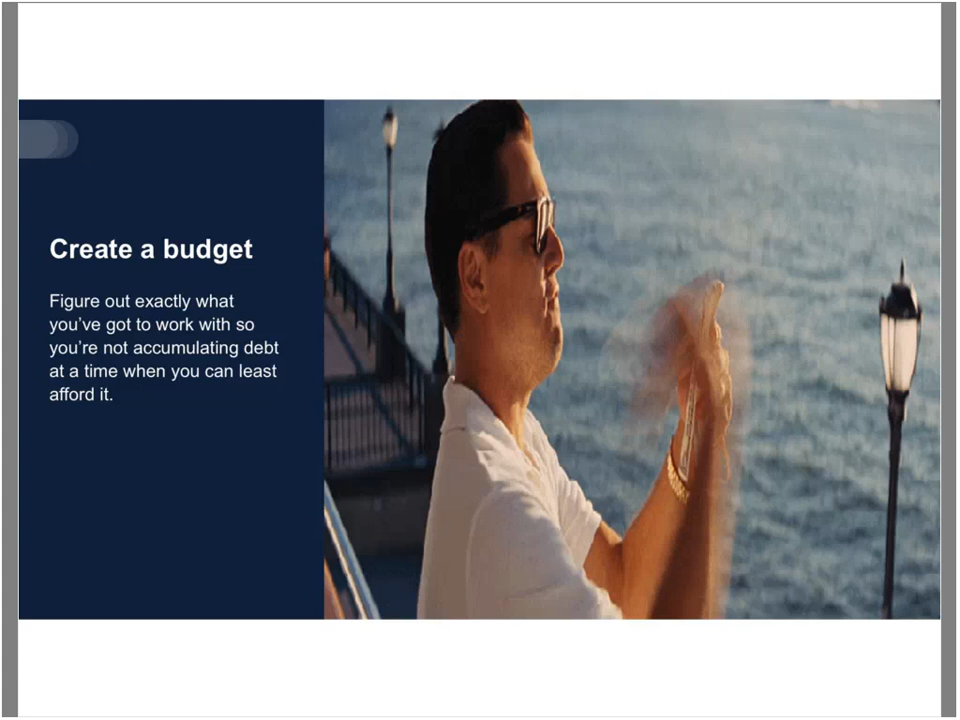 Create a budget
Figure out exactly what
you’ve got to work with so
you’re not accumulating debt
at a time when you can least
afford it.